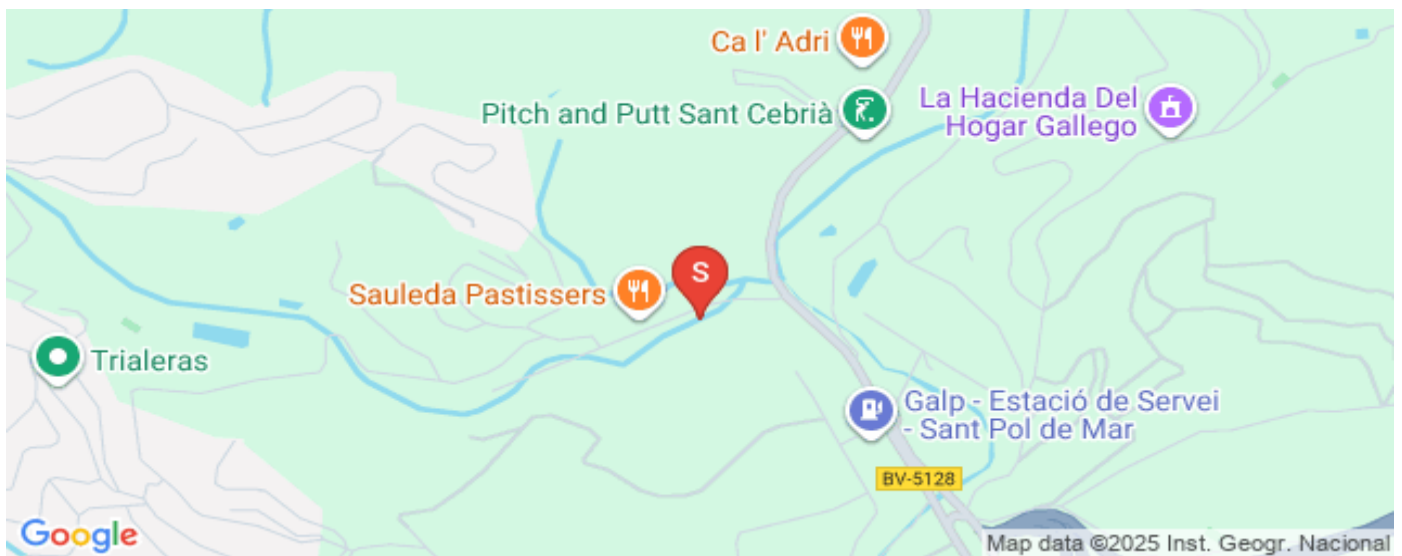 Ca l' Adri
Pitch and Putt Sant Cebrià
La Hacienda Del
Hogar Gallego
S
Sauleda Pastissers
Trialeras
Galp - Estació de Servei
- Sant Pol de Mar
BV-5128
Google
Map data ©2025 Inst. Geogr. Nacional